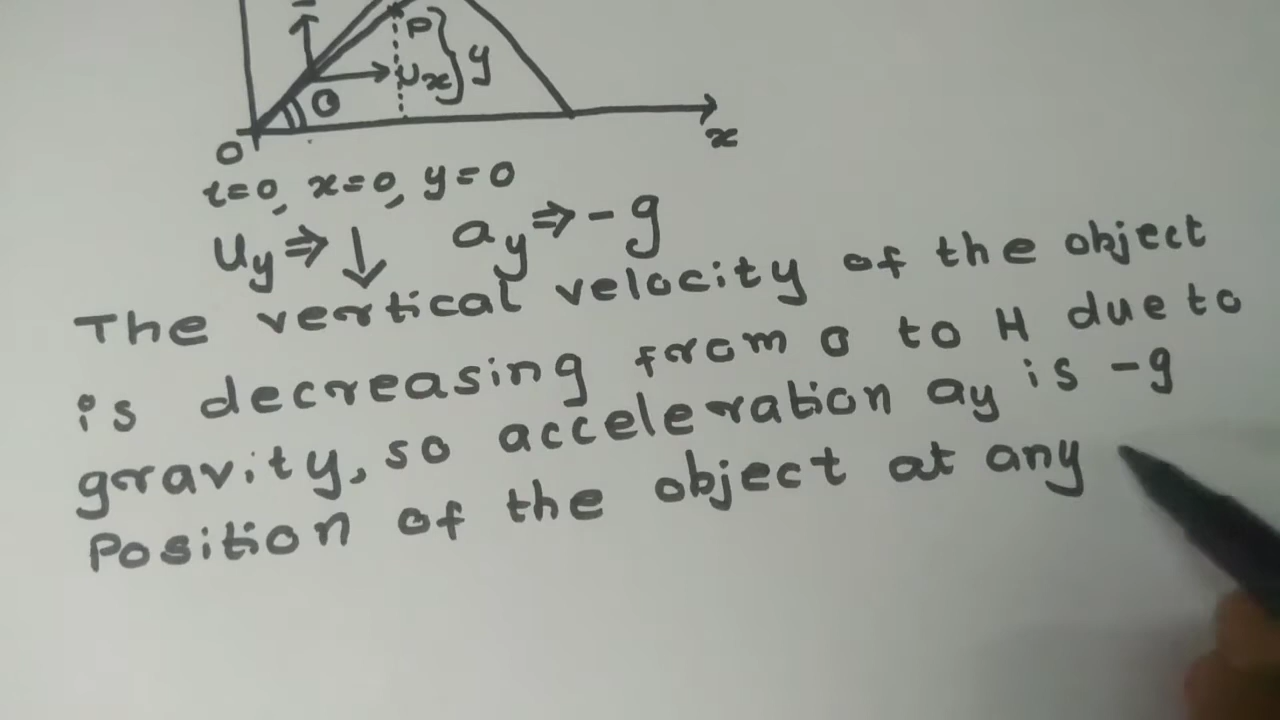 P
y
ux
θ
O
x
t=0, x=0, y=0
uy⇒↓ ay⇒-g
The vertical velocity of the object
is decreasing from O to H due to
gravity, so acceleration ay is -g
Position of the object at any